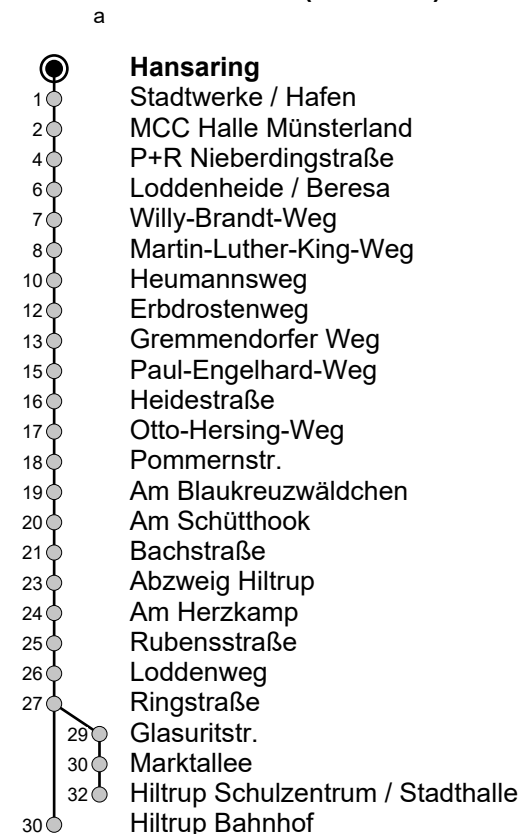 a
Hansaring
1 Stadtwerke / Hafen
2 MCC Halle Münsterland
4 P+R Nieberdingstraße
6 Loddenheide / Beresa
7 Willy-Brandt-Weg
8 Martin-Luther-King-Weg
10 Heumannsweg
12 Erbdrostenweg
13 Gremmendorfer Weg
15 Paul-Engelhard-Weg
16 Heidestraße
17 Otto-Hersing-Weg
18 Pommernstr.
19 Am Blaukreuzwäldchen
20 Am Schütthook
21 Bachstraße
23 Abzweig Hiltrup
24 Am Herzkamp
25 Rubensstraße
26 Loddenweg
27 Ringstraße
29 Glasuritstr.
30 Marktallee
32 Hiltrup Schulzentrum / Stadthalle
30 Hiltrup Bahnhof